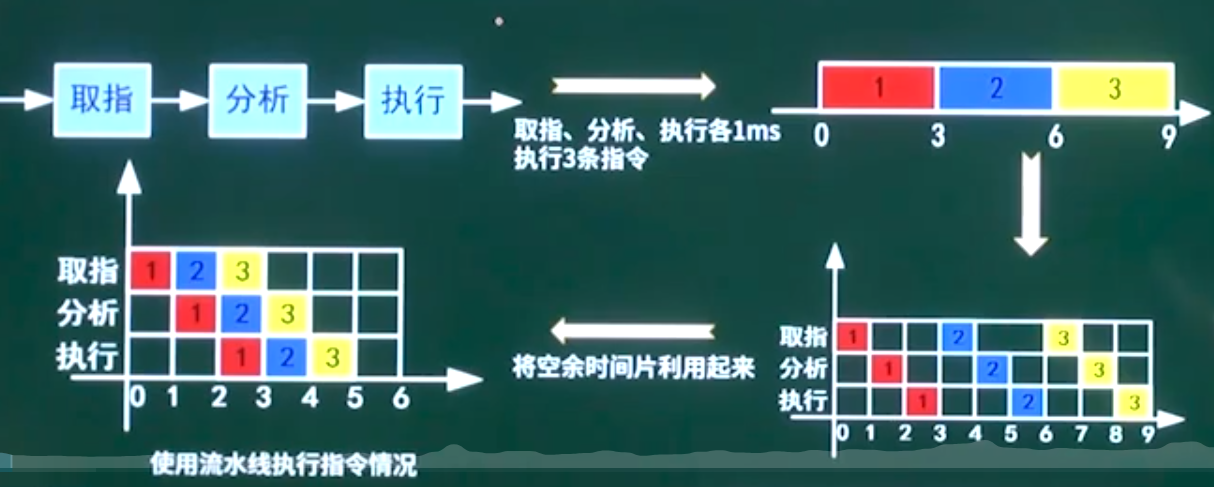 取指 分析 执行
取指、分析、执行各1ms
执行3条指令
1 2 3
0 3 6 9
取指 1 2 3
分析 1 2 3
执行 1 2 3
0 1 2 3 4 5 6
使用流水线执行指令情况
将空余时间片利用起来
取指 1 2 3
分析 1 2 3
执行 1 2 3
0 1 2 3 4 5 6 7 8 9